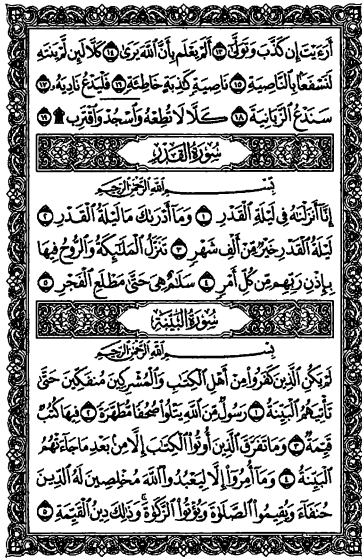 أَرَءَيْتَ إِن كَذَّبَ وَتَوَلَّىٰٓ ١٣ أَلَمْ يَعْلَم بِأَنَّ ٱللَّهَ يَرَىٰ ١٤ كَلَّا لَئِن لَّمْ يَنتَهِ
لَنَسْفَعًۢا بِٱلنَّاصِيَةِ ١٥ نَاصِيَةٍ كَٰذِبَةٍ خَاطِئَةٍ ١٦ فَلْيَدْعُ نَادِيَهُۥ ١٧
سَنَدْعُ ٱلزَّبَانِيَةَ ١٨ كَلَّا لَا تُطِعْهُ وَٱسْجُدْ وَٱقْتَرِب ۩ ١٩
سُورَةُ ٱلْقَدْرِ
بِسْمِ ٱللَّهِ ٱلرَّحْمَٰنِ ٱلرَّحِيمِ
إِنَّآ أَنزَلْنَٰهُ فِى لَيْلَةِ ٱلْقَدْرِ ١ وَمَآ أَدْرَىٰكَ مَا لَيْلَةُ ٱلْقَدْرِ ٢
لَيْلَةُ ٱلْقَدْرِ خَيْرٌ مِّنْ أَلْفِ شَهْرٍ ٣ تَنَزَّلُ ٱلْمَلَٰٓئِكَةُ وَٱلرُّوحُ فِيهَا
بِإِذْنِ رَبِّهِم مِّن كُلِّ أَمْرٍ ٤ سَلَٰمٌ هِىَ حَتَّىٰ مَطْلَعِ ٱلْفَجْرِ ٥
سُورَةُ ٱلْبَيِّنَةِ
بِسْمِ ٱللَّهِ ٱلرَّحْمَٰنِ ٱلرَّحِيمِ
لَمْ يَكُنِ ٱلَّذِينَ كَفَرُوا۟ مِنْ أَهْلِ ٱلْكِتَٰبِ وَٱلْمُشْرِكِينَ مُنفَكِّينَ حَتَّىٰ
تَأْتِيَهُمُ ٱلْبَيِّنَةُ ١ رَسُولٌ مِّنَ ٱللَّهِ يَتْلُوا۟ صُحُفًا مُّطَهَّرَةً ٢ فِيهَا كُتُبٌ
قَيِّمَةٌ ٣ وَمَا تَفَرَّقَ ٱلَّذِينَ أُوتُوا۟ ٱلْكِتَٰبَ إِلَّا مِنۢ بَعْدِ مَا جَآءَتْهُمُ
ٱلْبَيِّنَةُ ٤ وَمَآ أُمِرُوٓا۟ إِلَّا لِيَعْبُدُوا۟ ٱللَّهَ مُخْلِصِينَ لَهُ ٱلدِّينَ
حُنَفَآءَ وَيُقِيمُوا۟ ٱلصَّلَوٰةَ وَيُؤْتُوا۟ ٱلزَّكَوٰةَ ۚ وَذَٰلِكَ دِينُ ٱلْقَيِّمَةِ ٥